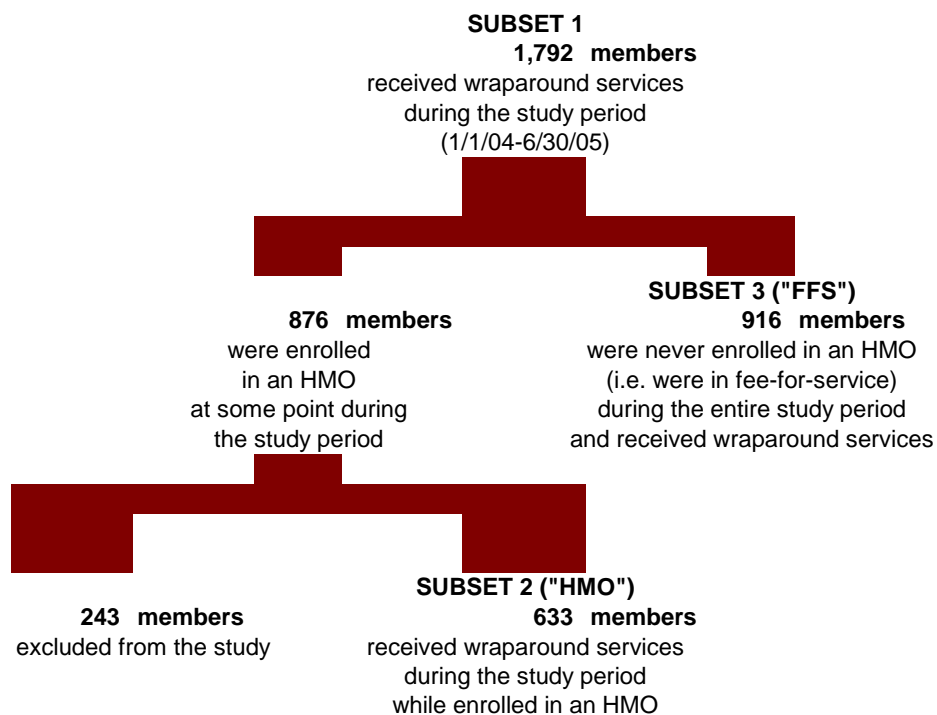 SUBSET 1
1,792 members
received wraparound services
during the study period
(1/1/04-6/30/05)
876 members
were enrolled
in an HMO
at some point during
the study period
SUBSET 3 ("FFS")
916 members
were never enrolled in an HMO
(i.e. were in fee-for-service)
during the entire study period
and received wraparound services
243 members
excluded from the study
SUBSET 2 ("HMO")
633 members
received wraparound services
during the study period
while enrolled in an HMO